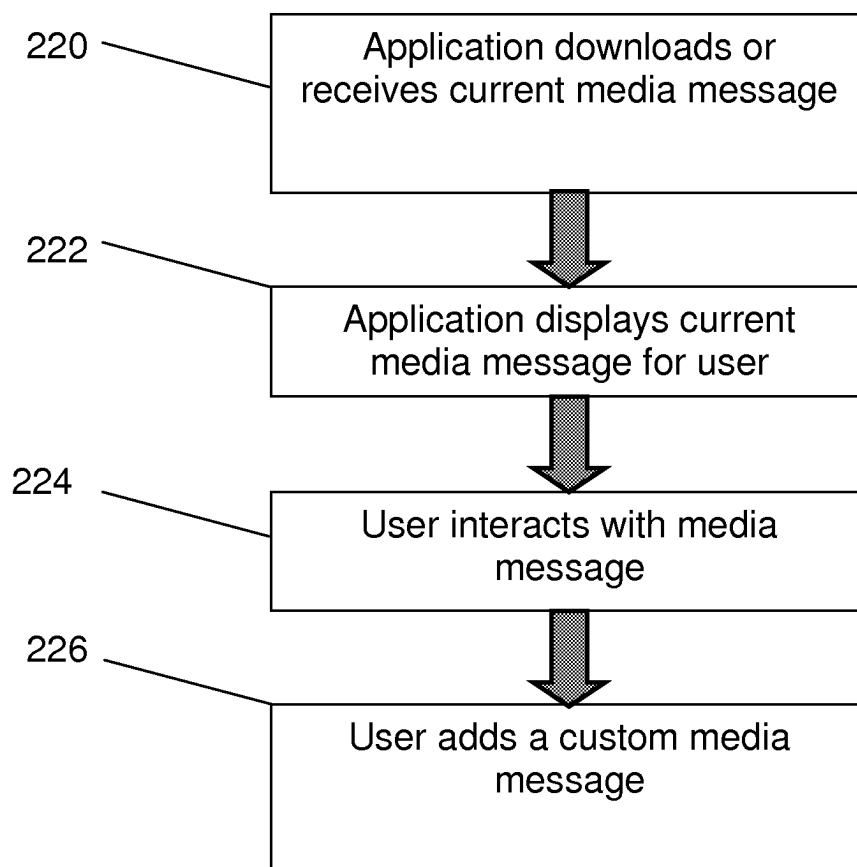 220
Application downloads or
receives current media message
222
Application displays current
media message for user
224
User interacts with media
message
226
User adds a custom media
message